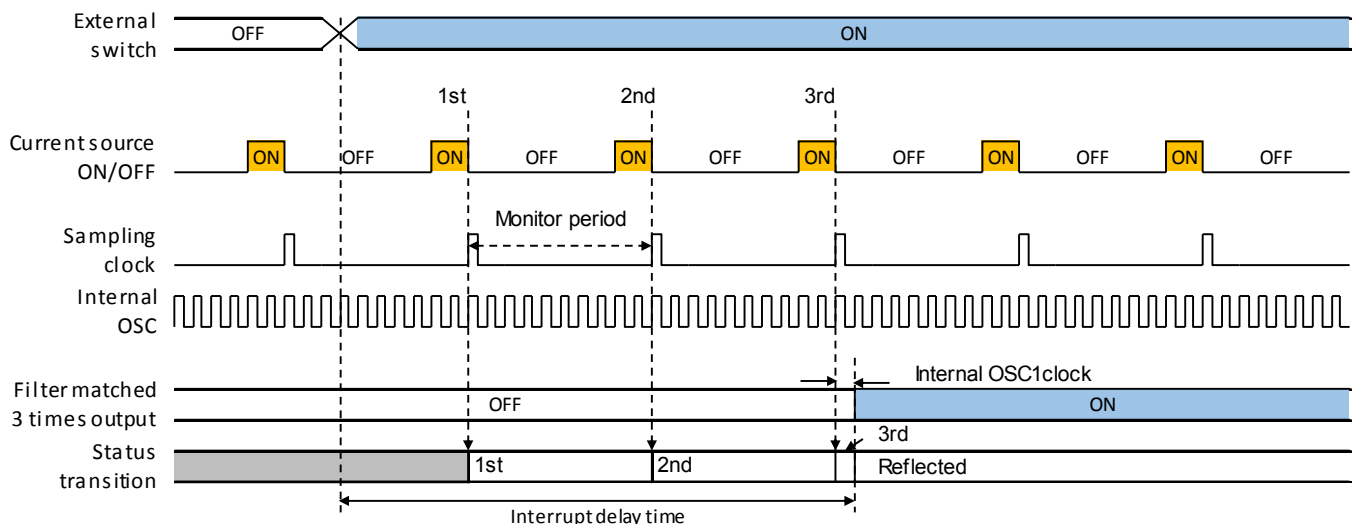 External
switch
OFF
ON
1st
2nd
3rd
Current source
ON/OFF
ON
OFF
ON
OFF
ON
OFF
ON
OFF
ON
OFF
ON
OFF
Monitor period
Sampling
clock
Internal
OSC
Internal OSC1clock
Filter matched
3 times output
OFF
ON
3rd
Status
transition
1st
2nd
Reflected
Interrupt delay time